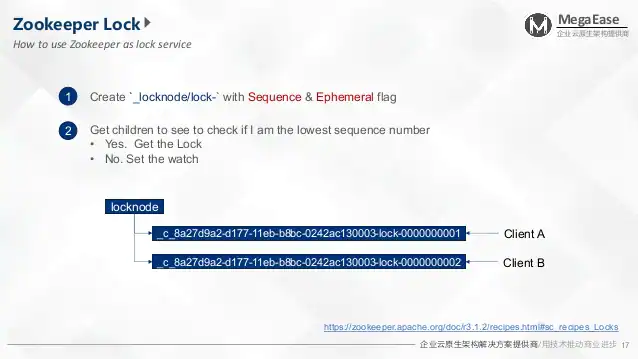 Zookeeper Lock
How to use Zookeeper as lock service
MegaEase
企业云原生架构提供商
1 Create `_locknode/lock-` with Sequence & Ephemeral flag
2 Get children to see to check if I am the lowest sequence number
• Yes. Get the Lock
• No. Set the watch
locknode
_c_8a27d9a2-d177-11eb-b8bc-0242ac130003-lock-0000000001
Client A
_c_8a27d9a2-d177-11eb-b8bc-0242ac130003-lock-0000000002
Client B
https://zookeeper.apache.org/doc/r3.1.2/recipes.html#sc_recipes_Locks
企业云原生架构解决方案提供商/用技术推动商业进步 17